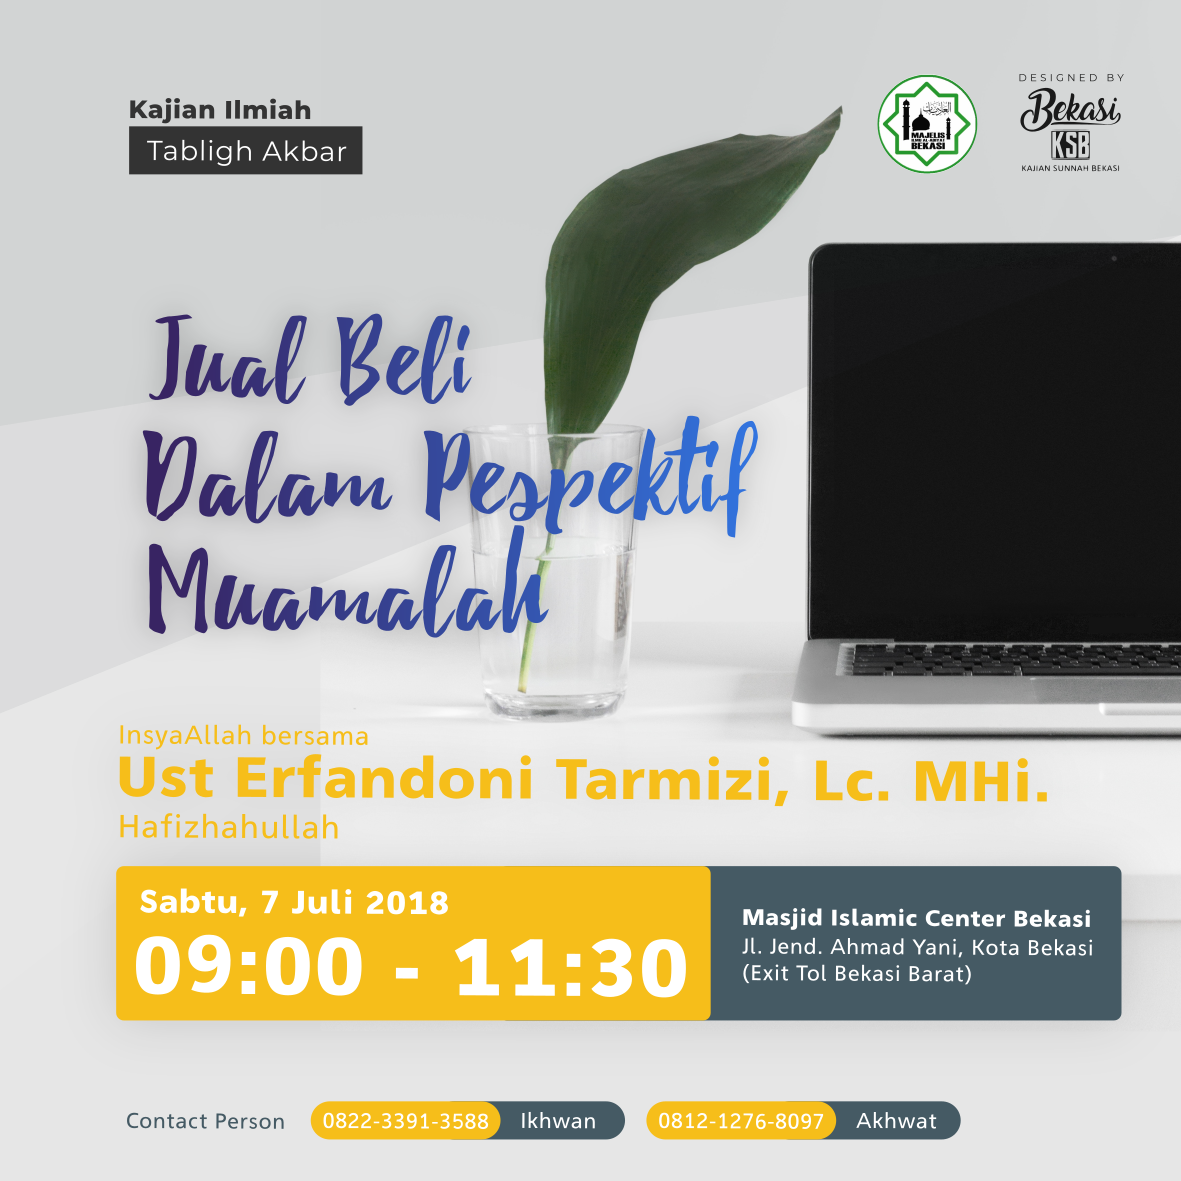 Kajian Ilmiah
Tabligh Akbar
MAJELIS
BEKASI
DESIGNED BY
Bekasi
KSB
KAJIAN SUNNAH BEKASI
Jual Beli
Dalam Pespektif
Muamalah
InsyaAllah bersama
Ust Erfandoni Tarmizi, Lc. MHi.
Hafizhahullah
Sabtu, 7 Juli 2018
09:00 - 11:30
Masjid Islamic Center Bekasi
Jl. Jend. Ahmad Yani, Kota Bekasi
(Exit Tol Bekasi Barat)
Contact Person
0822-3391-3588 Ikhwan
0812-1276-8097 Akhwat